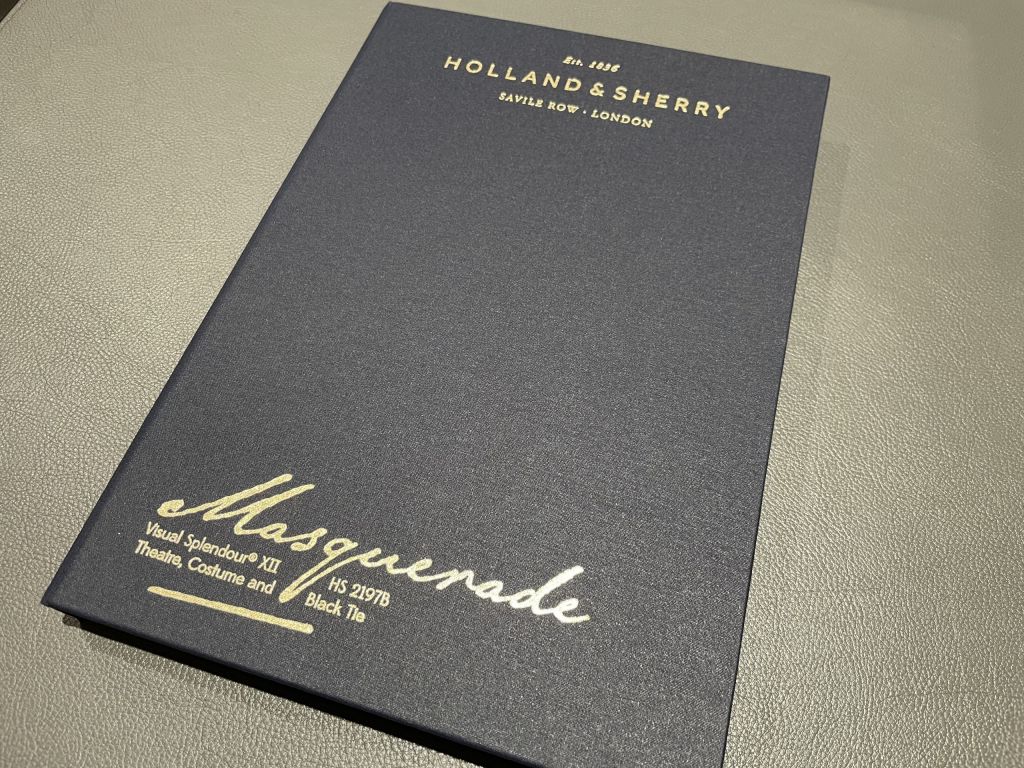 Est. 1836
HOLLAND & SHERRY
SAVILE ROW · LONDON
Masquerade
Visual Splendour® XII HS 2197B
Theatre, Costume and Black Tie